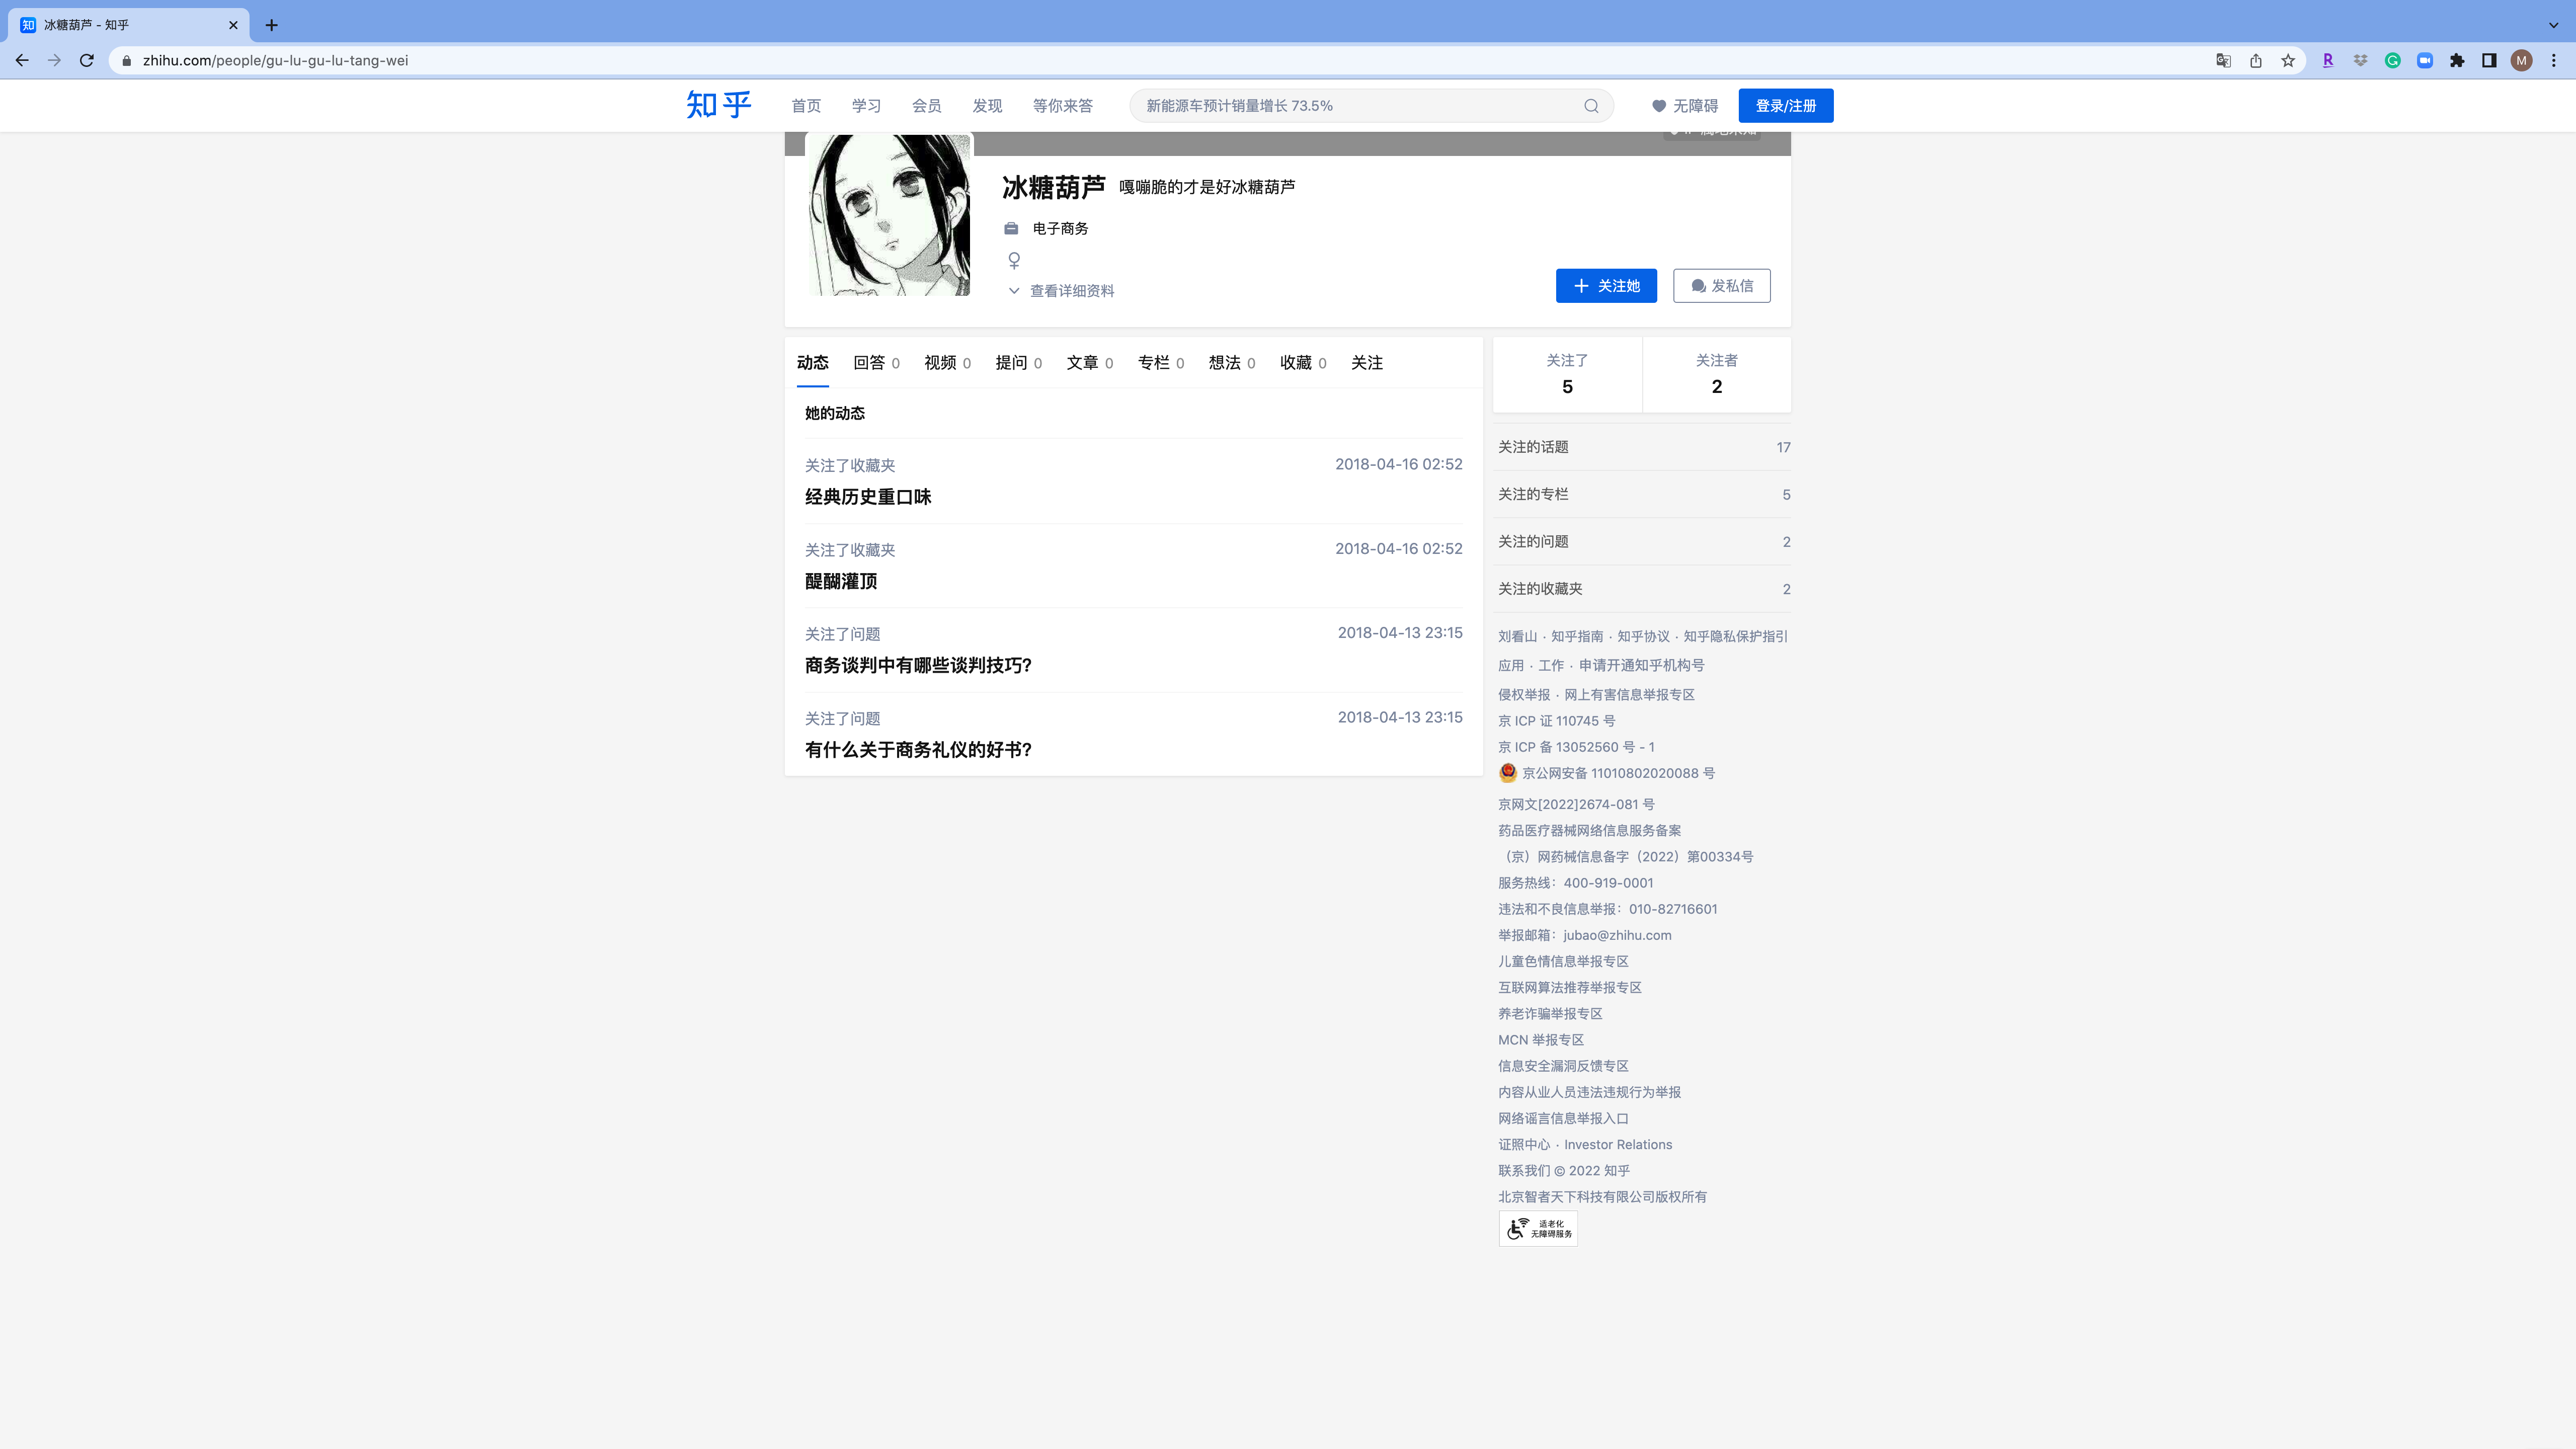 冰糖葫芦 - 知乎
zhihu.com/people/gu-lu-gu-lu-tang-wei
M
知乎 首页 学习 会员 发现 等你来答 新能源车预计销量增长 73.5% 无障碍 登录/注册
冰糖葫芦 嘎嘣脆的才是好冰糖葫芦
电子商务
查看详细资料
关注她 发私信
动态 回答 0 视频 0 提问 0 文章 0 专栏 0 想法 0 收藏 0 关注
她的动态
关注了收藏夹 2018-04-16 02:52
经典历史重口味
关注了收藏夹 2018-04-16 02:52
醍醐灌顶
关注了问题 2018-04-13 23:15
商务谈判中有哪些谈判技巧?
关注了问题 2018-04-13 23:15
有什么关于商务礼仪的好书?
关注了 关注者
5 2
关注的话题 17
关注的专栏 5
关注的问题 2
关注的收藏夹 2
刘看山 · 知乎指南 · 知乎协议 · 知乎隐私保护指引
应用 · 工作 · 申请开通知乎机构号
侵权举报 · 网上有害信息举报专区
京 ICP 证 110745 号
京 ICP 备 13052560 号 - 1
京公网安备 11010802020088 号
京网文[2022]2674-081 号
药品医疗器械网络信息服务备案
（京）网药械信息备字（2022）第00334号
服务热线：400-919-0001
违法和不良信息举报：010-82716601
举报邮箱：jubao@zhihu.com
儿童色情信息举报专区
互联网算法推荐举报专区
养老诈骗举报专区
MCN 举报专区
信息安全漏洞反馈专区
内容从业人员违法违规行为举报
网络谣言信息举报入口
证照中心 · Investor Relations
联系我们 © 2022 知乎
北京智者天下科技有限公司版权所有
适老化
无障碍服务